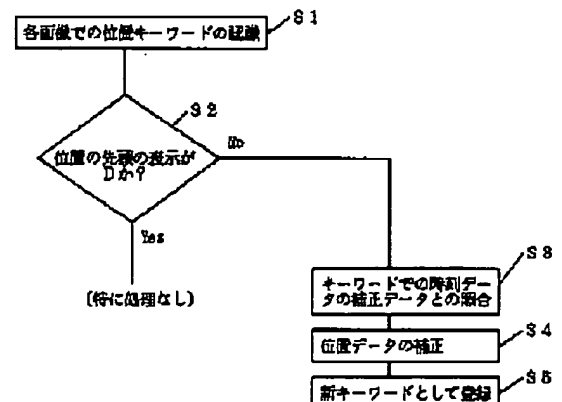 S1
各画像での位置キーワードの認識
S2
位置の先頭の表示が
Dか?
No
Yes
(特に処理なし)
S3
キーワードでの時刻デー
タの補正データとの照合
S4
位置データの補正
S5
新キーワードとして登録